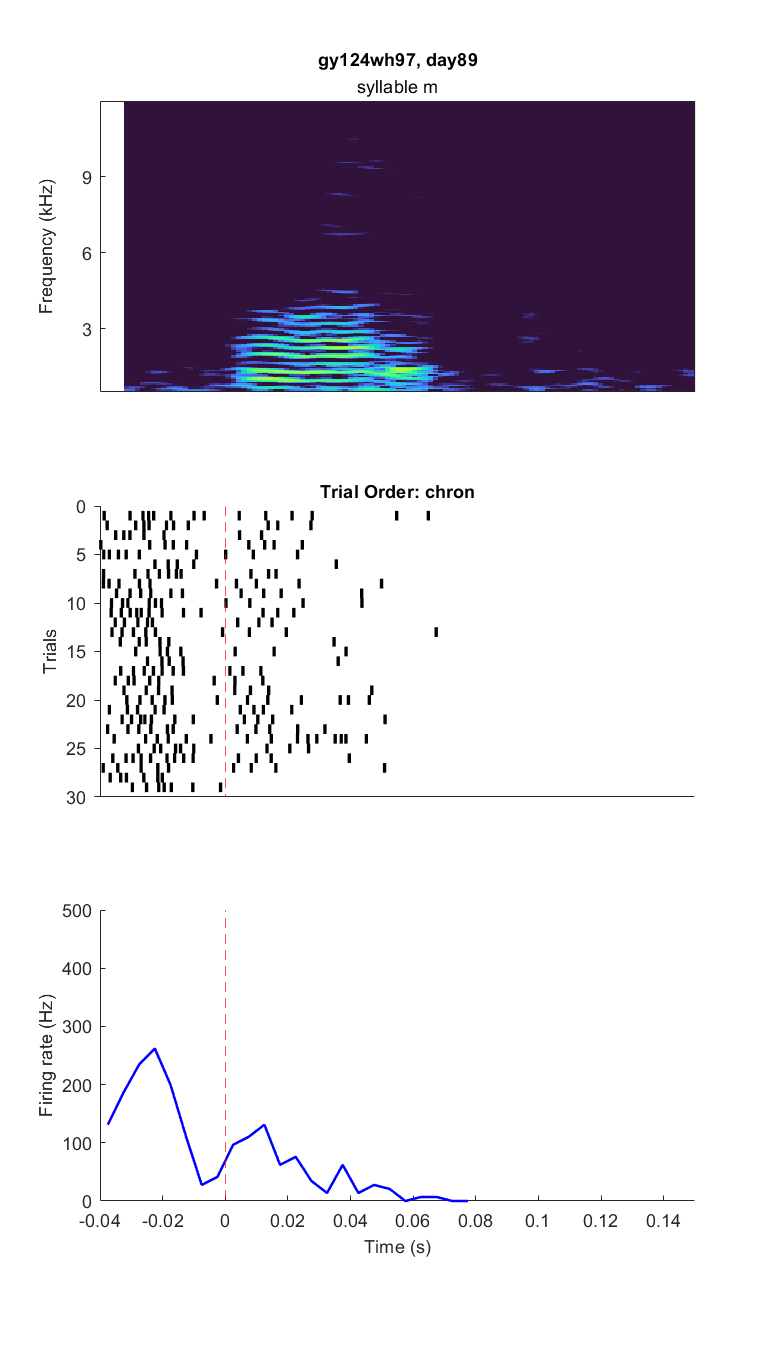 gy124wh97, day89
syllable m
Frequency (kHz)
9
6
3
Trial Order: chron
Trials
0
5
10
15
20
25
30
Firing rate (Hz)
500
400
300
200
100
0
-0.04 -0.02 0 0.02 0.04 0.06 0.08 0.1 0.12 0.14
Time (s)